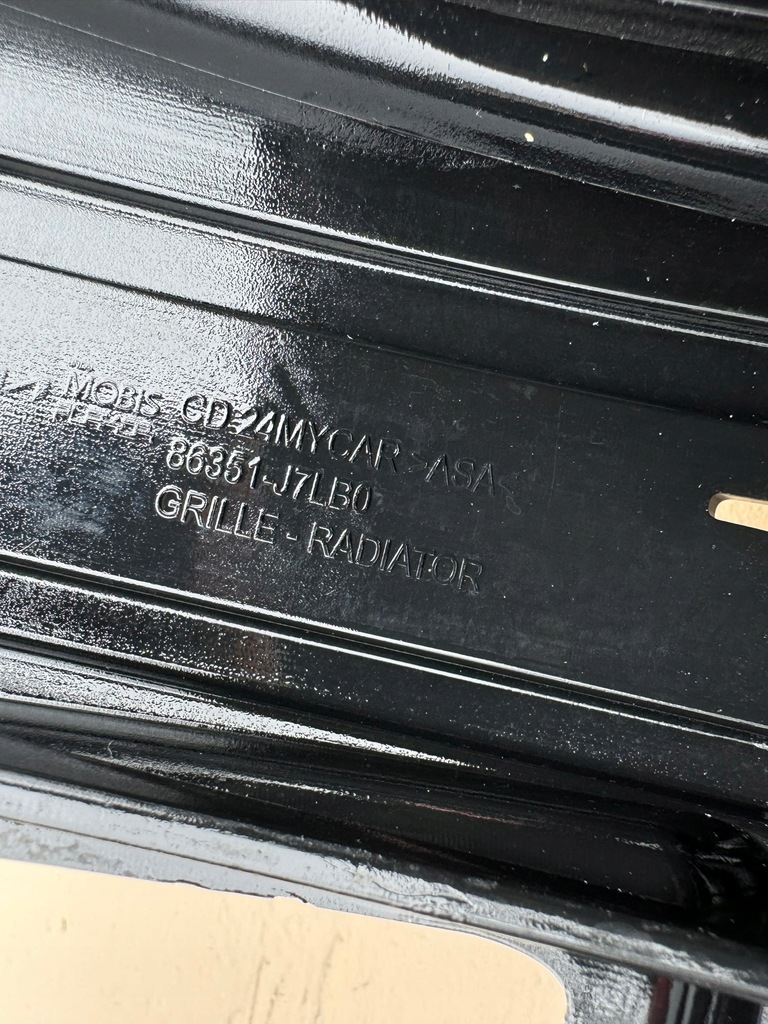 MOBIS CD 24MYCAR >ASA<
86351-J7LB0
GRILLE - RADIATOR